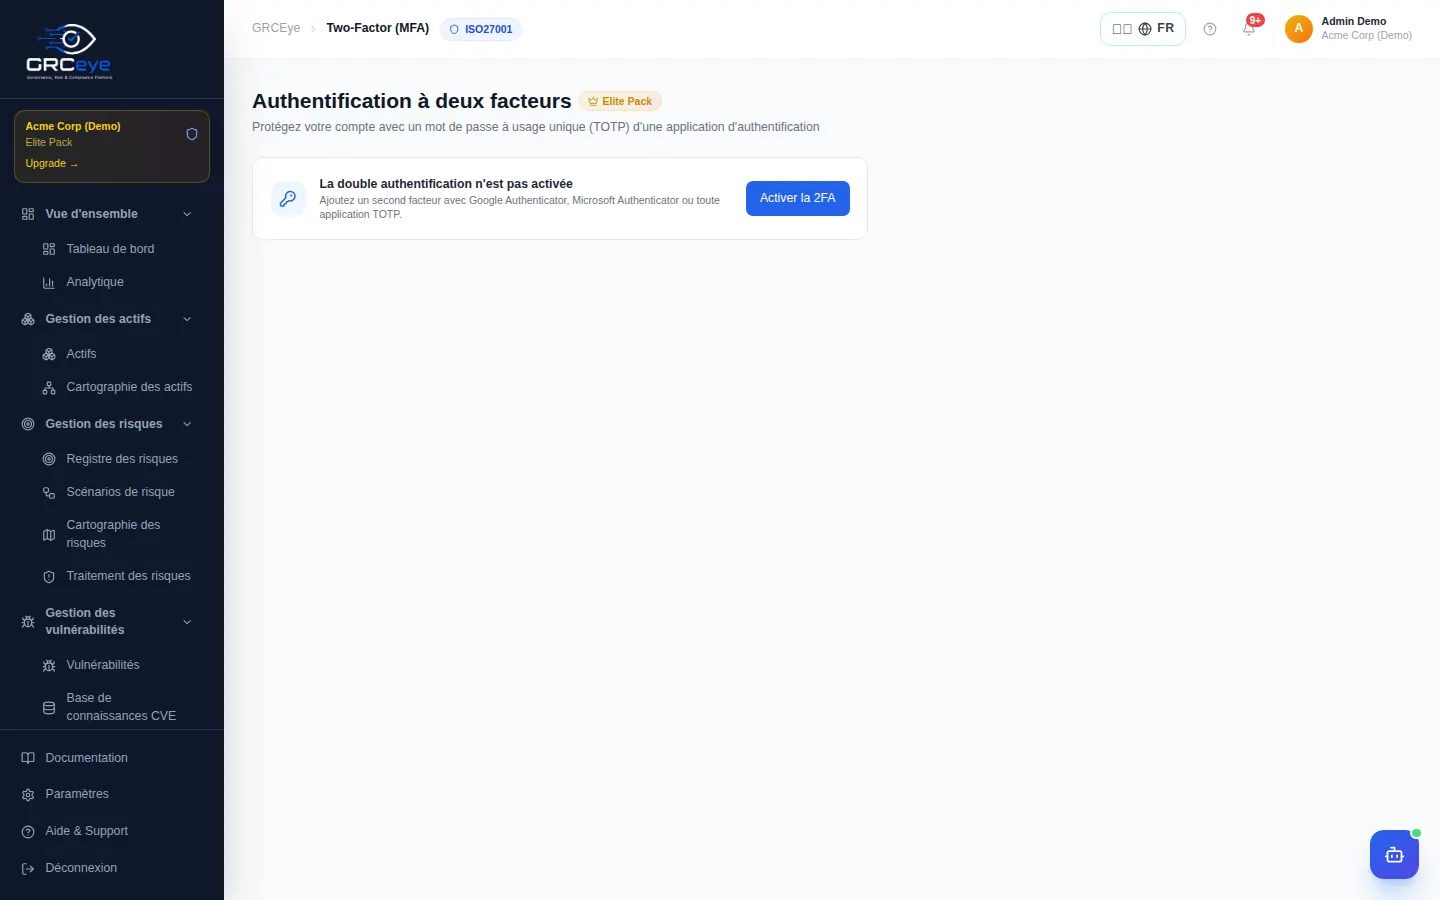 GRCeye
Governance, Risk & Compliance Platform
Acme Corp (Demo)
Elite Pack
Upgrade →
Vue d'ensemble
Tableau de bord
Analytique
Gestion des actifs
Actifs
Cartographie des actifs
Gestion des risques
Registre des risques
Scénarios de risque
Cartographie des
risques
Traitement des risques
Gestion des
vulnérabilités
Vulnérabilités
Base de
connaissances CVE
Documentation
Paramètres
Aide & Support
Déconnexion
GRCEye > Two-Factor (MFA) ISO27001
FR
9+
A
Admin Demo
Acme Corp (Demo)
Authentification à deux facteurs Elite Pack
Protégez votre compte avec un mot de passe à usage unique (TOTP) d'une application d'authentification
La double authentification n'est pas activée
Ajoutez un second facteur avec Google Authenticator, Microsoft Authenticator ou toute
application TOTP.
Activer la 2FA